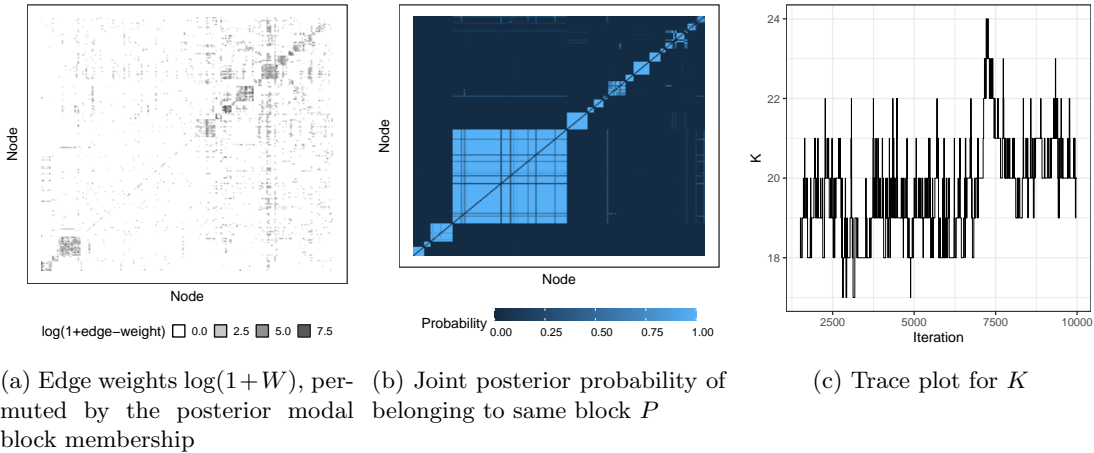 Node
Node
log(1+edge−weight) 0.0 2.5 5.0 7.5
Node
Node
Probability
0.00 0.25 0.50 0.75 1.00
K
24
22
20
18
2500 5000 7500 10000
Iteration
(a) Edge weights log(1+W), per-
muted by the posterior modal
block membership
(b) Joint posterior probability of
belonging to same block P
(c) Trace plot for K